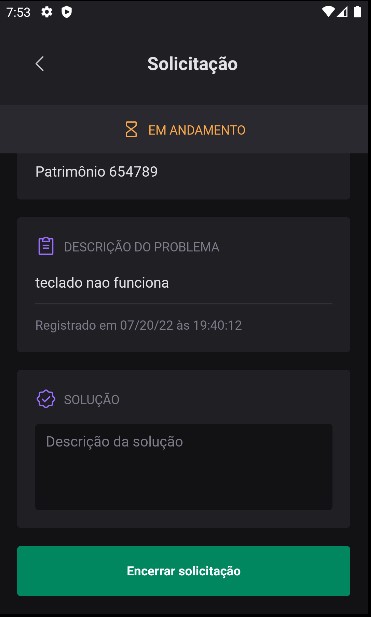 7:53
Solicitação
EM ANDAMENTO
Patrimônio 654789
DESCRIÇÃO DO PROBLEMA
teclado nao funciona
Registrado em 07/20/22 às 19:40:12
SOLUÇÃO
Descrição da solução
Encerrar solicitação